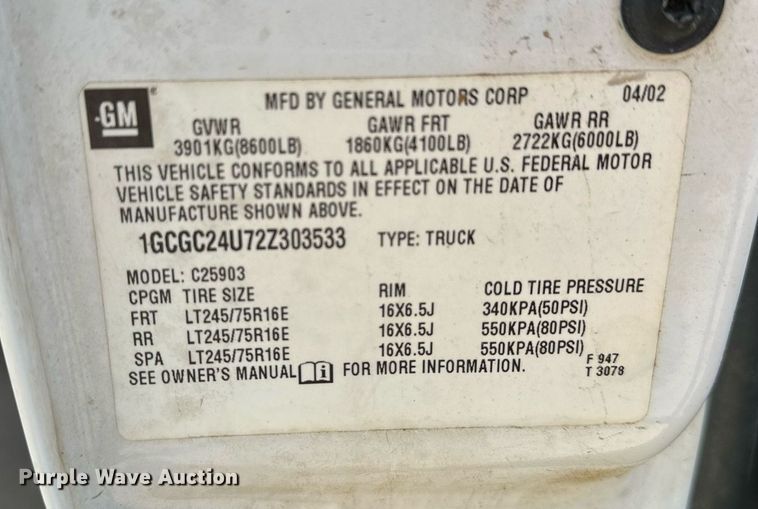 GM®
MFD BY GENERAL MOTORS CORP 04/02
GVWR GAWR FRT GAWR RR
3901KG(8600LB) 1860KG(4100LB) 2722KG(6000LB)
THIS VEHICLE CONFORMS TO ALL APPLICABLE U.S. FEDERAL MOTOR
VEHICLE SAFETY STANDARDS IN EFFECT ON THE DATE OF
MANUFACTURE SHOWN ABOVE.
1GCGC24U72Z303533 TYPE: TRUCK
MODEL: C25903
CPGM TIRE SIZE RIM COLD TIRE PRESSURE
FRT LT245/75R16E 16X6.5J 340KPA(50PSI)
RR LT245/75R16E 16X6.5J 550KPA(80PSI)
SPA LT245/75R16E 16X6.5J 550KPA(80PSI)
SEE OWNER'S MANUAL i FOR MORE INFORMATION.
F 947
T 3078
Purple Wave Auction